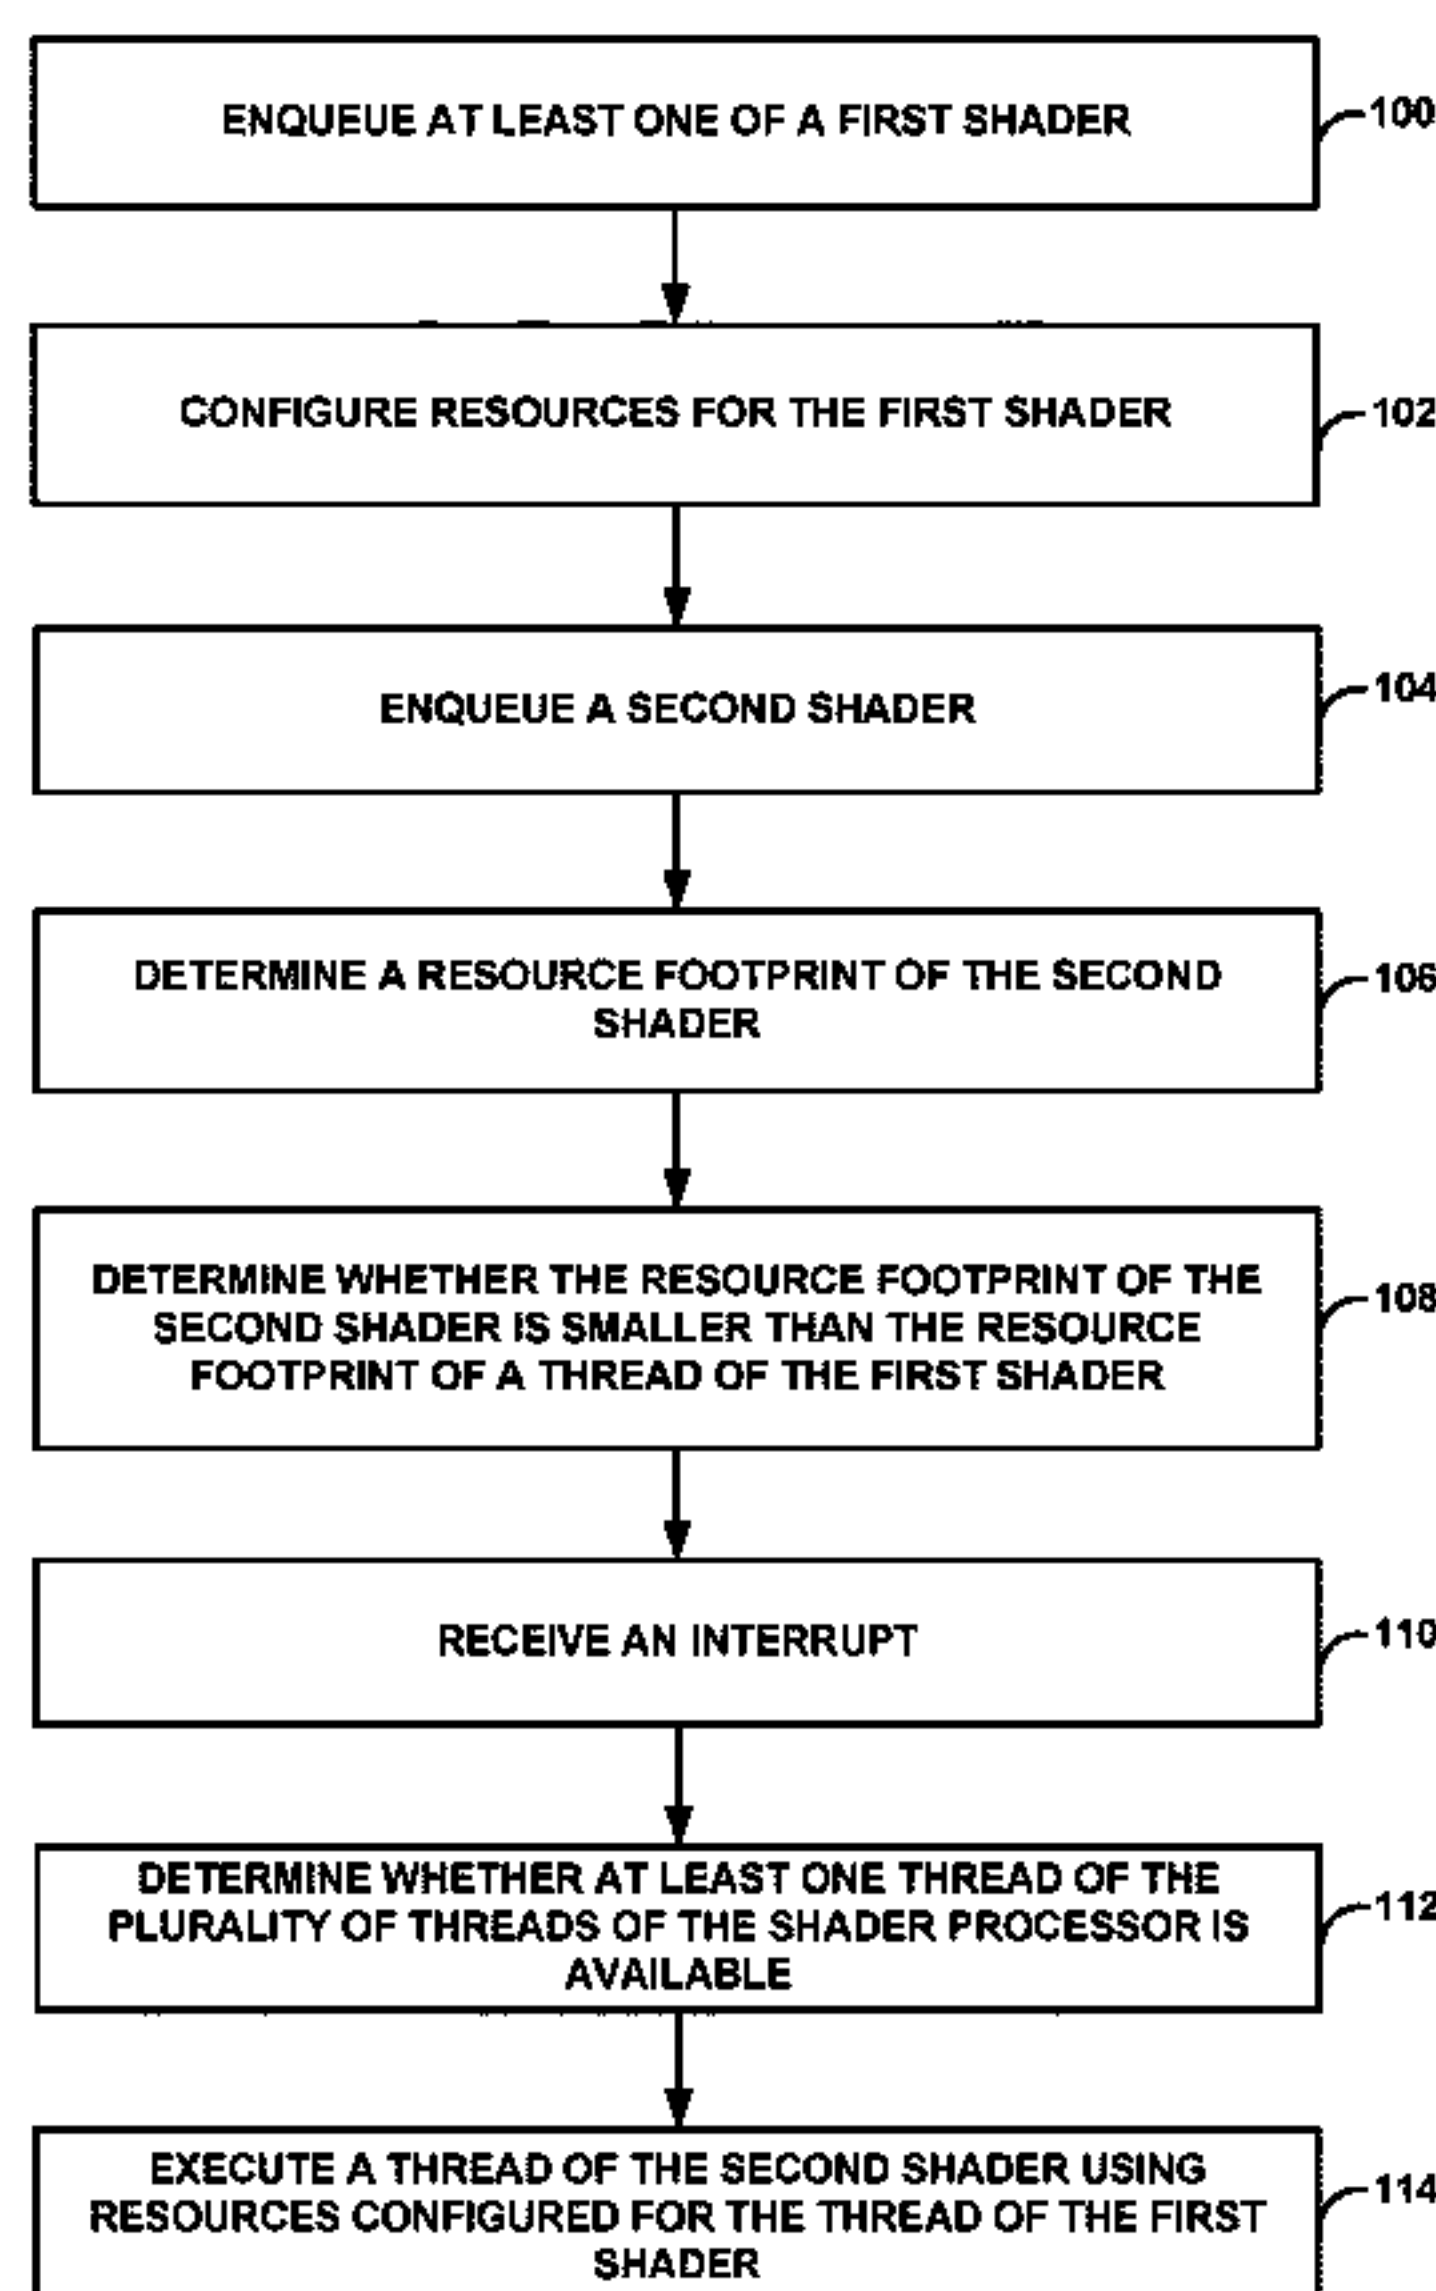 ENQUEUE AT LEAST ONE OF A FIRST SHADER
100
CONFIGURE RESOURCES FOR THE FIRST SHADER
102
ENQUEUE A SECOND SHADER
104
DETERMINE A RESOURCE FOOTPRINT OF THE SECOND
SHADER
106
DETERMINE WHETHER THE RESOURCE FOOTPRINT OF THE
SECOND SHADER IS SMALLER THAN THE RESOURCE
FOOTPRINT OF A THREAD OF THE FIRST SHADER
108
RECEIVE AN INTERRUPT
110
DETERMINE WHETHER AT LEAST ONE THREAD OF THE
PLURALITY OF THREADS OF THE SHADER PROCESSOR IS
AVAILABLE
112
EXECUTE A THREAD OF THE SECOND SHADER USING
RESOURCES CONFIGURED FOR THE THREAD OF THE FIRST
SHADER
114